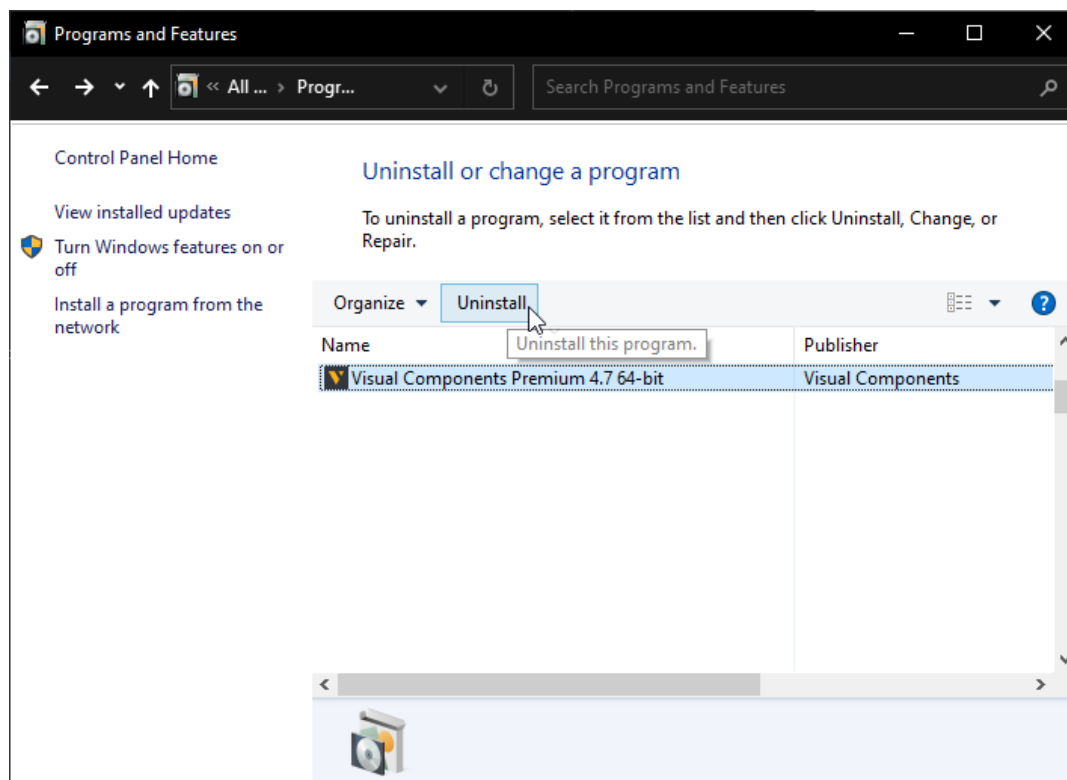 Programs and Features
« All ... › Progr...
Search Programs and Features
Control Panel Home
View installed updates
Turn Windows features on or
off
Install a program from the
network
Uninstall or change a program
To uninstall a program, select it from the list and then click Uninstall, Change, or
Repair.
Organize
Uninstall
?
Uninstall this program.
Name
Publisher
Visual Components Premium 4.7 64-bit
Visual Components